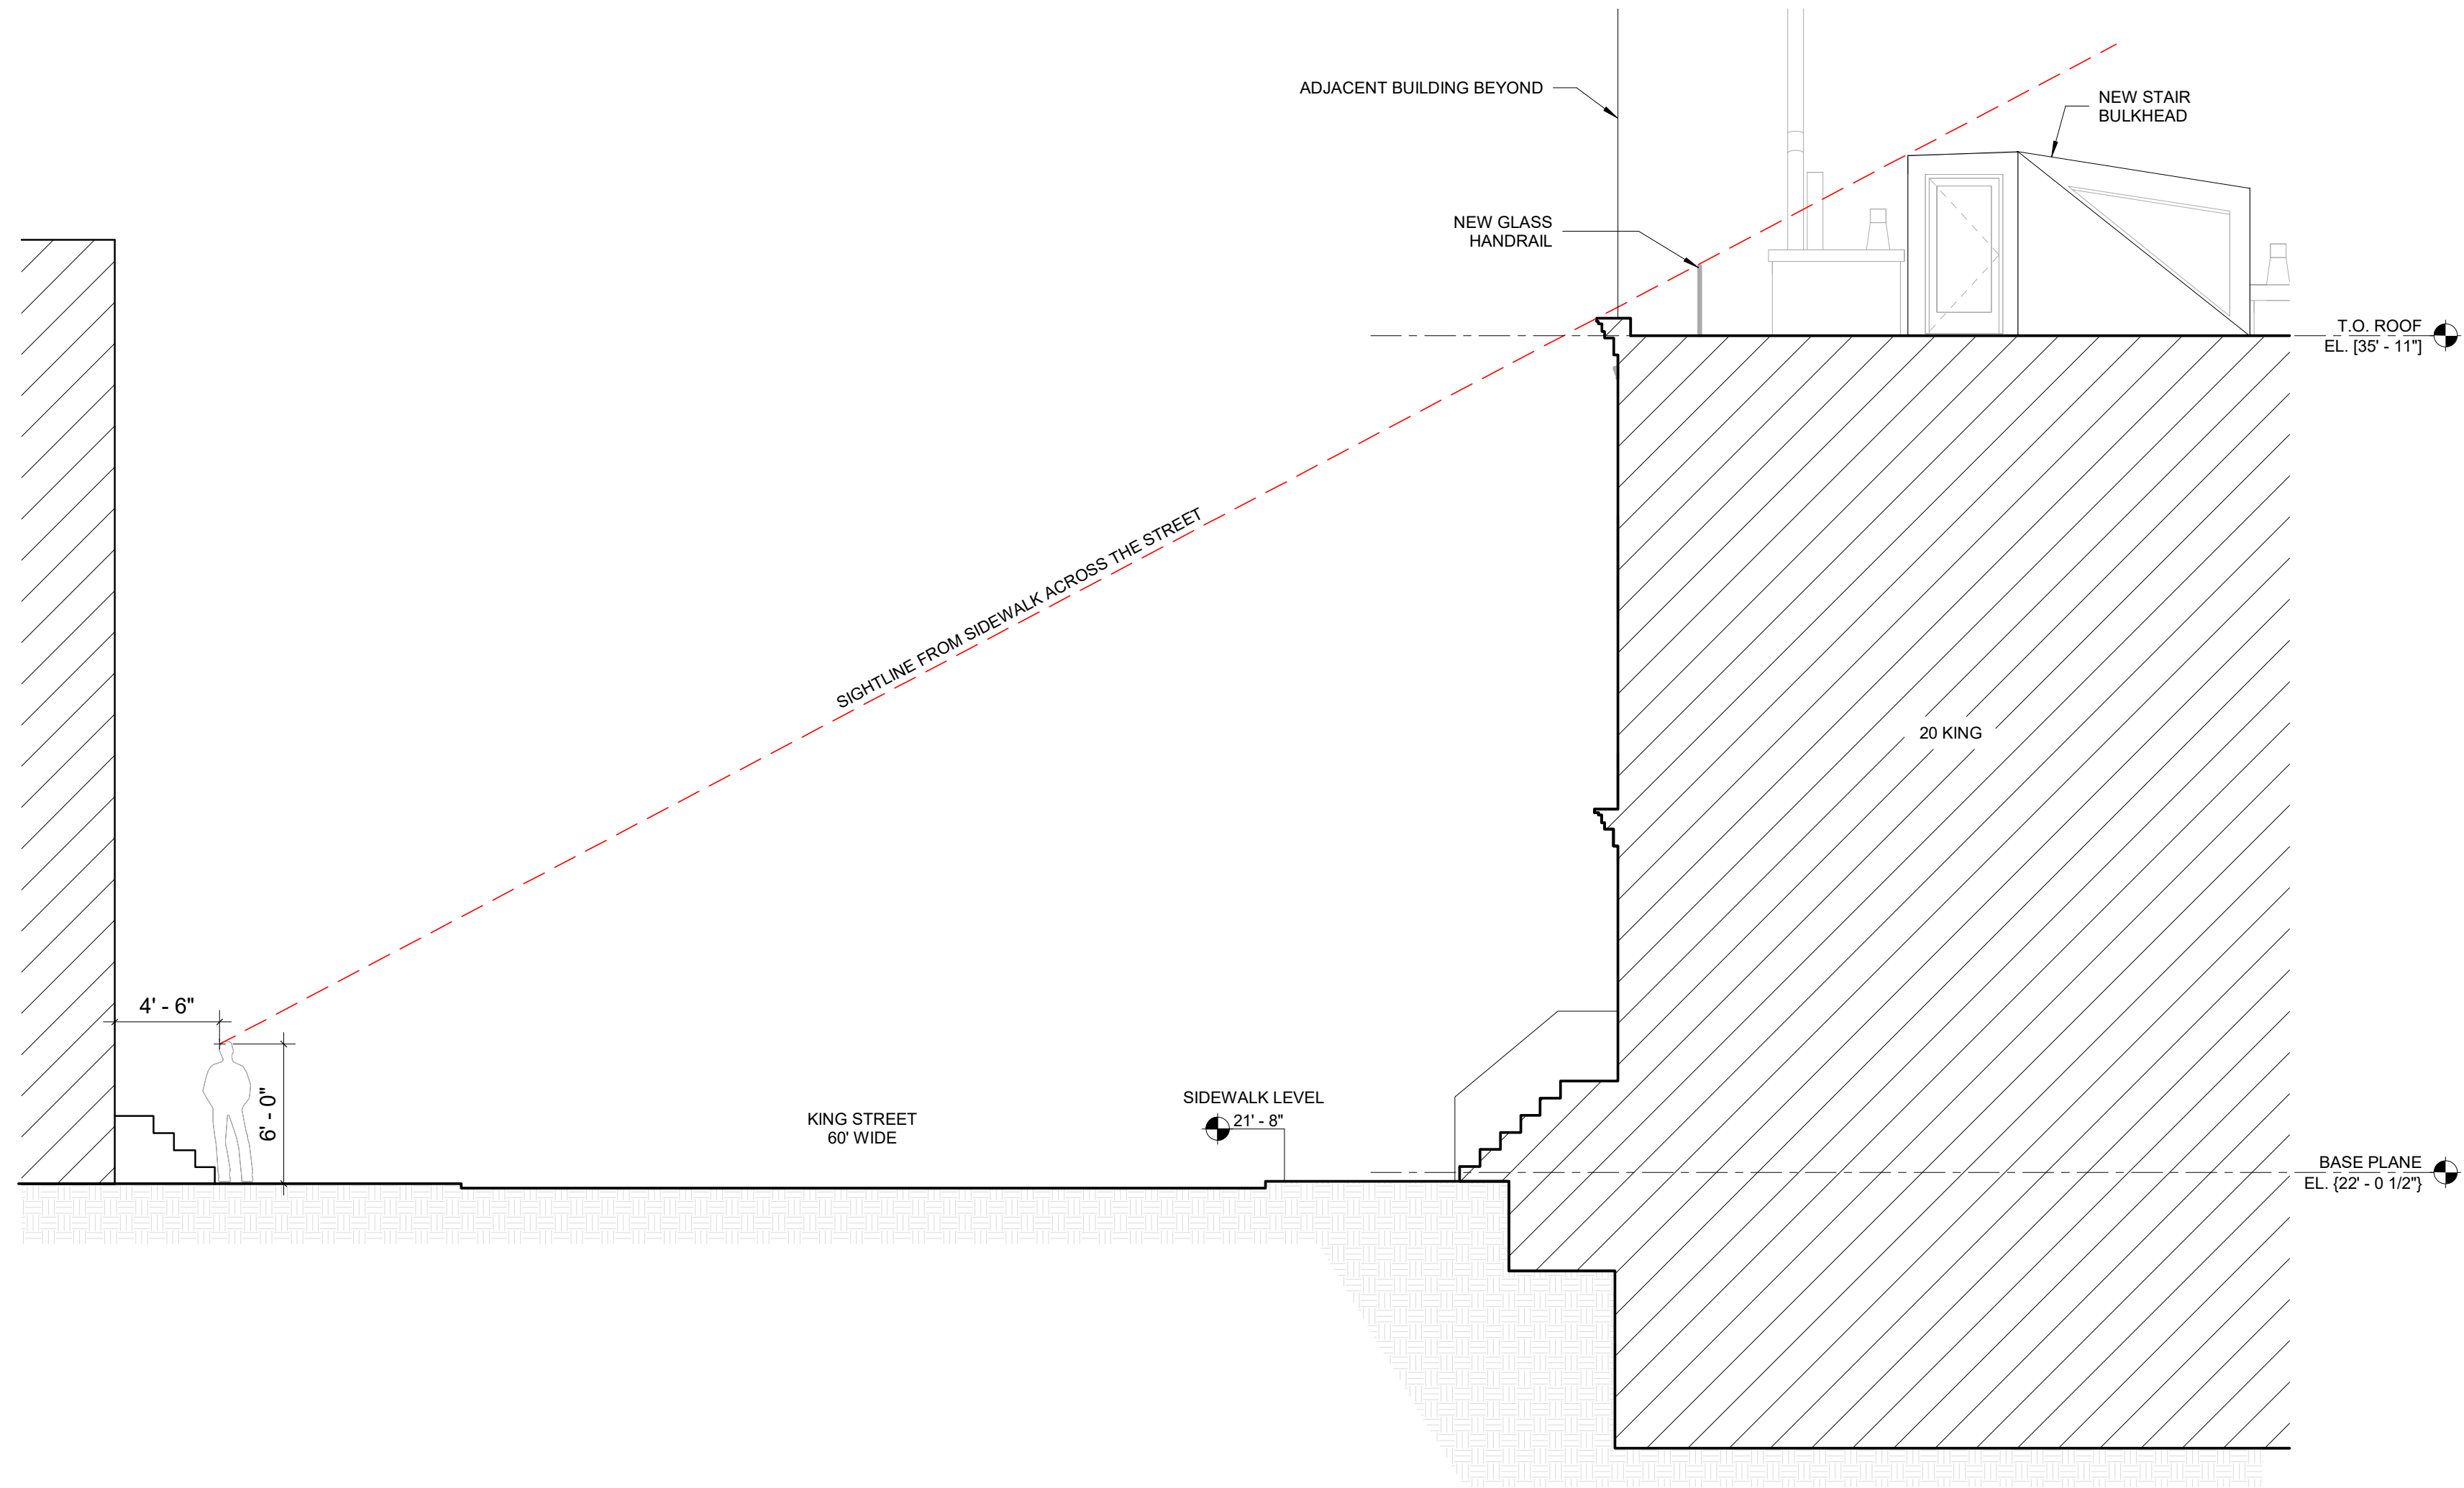 ADJACENT BUILDING BEYOND
NEW STAIR
BULKHEAD
NEW GLASS
HANDRAIL
T.O. ROOF
EL. [35' - 11"]
SIGHTLINE FROM SIDEWALK ACROSS THE STREET
20 KING
4' - 6"
6' - 0"
KING STREET
60' WIDE
SIDEWALK LEVEL
21' - 8"
BASE PLANE
EL. {22' - 0 1/2"}